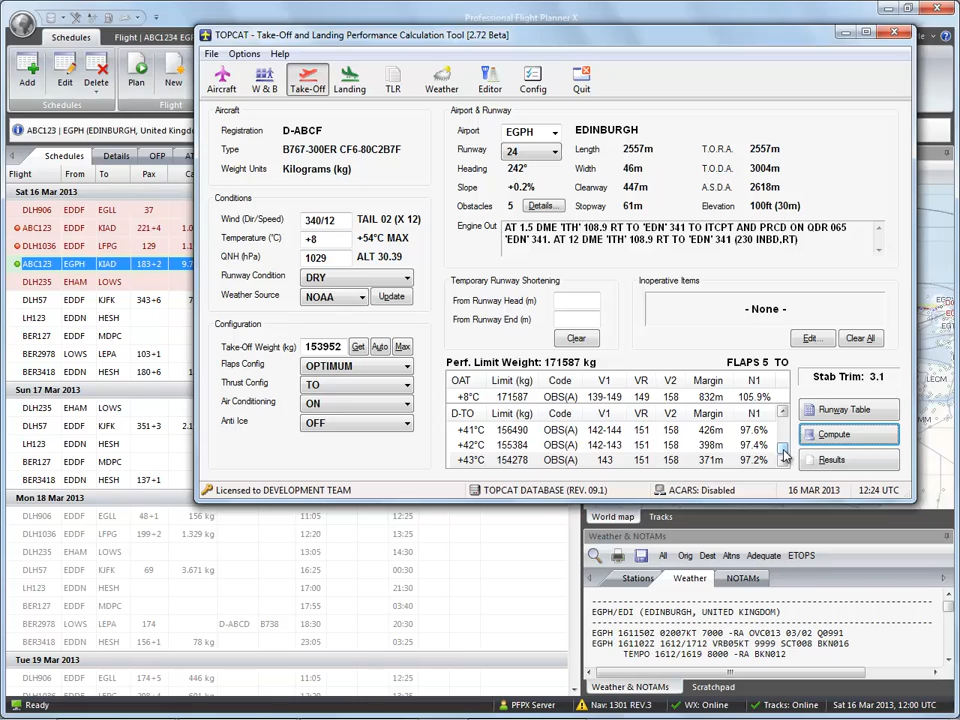 Professional Flight Planner X
Schedules
Flight | ABC1234 EG
Add
Edit
Delete
Plan
New
Schedules
Flight
ABC123 | EGPH (EDINBURGH, United Kingd
Schedules
Details
OFP
AT
Flight From To Pax Ca
Sat 16 Mar 2013
DLH906 EDDF EGLL 37
ABC123 EDDF KIAD 221+4 1.0
DLH1036 EDDF LFPG 129 1.1
ABC123 EGPH KIAD 183+2 9.7
DLH235 EHAM LOWS
DLH57 EDDF KJFK 343+6
LH123 EDDN HESH
BER127 EDDM MDPC
BER2978 LOWS LEPA 103+1
BER3418 EDDN HESH 180+6
Sun 17 Mar 2013
DLH57 EDDF KJFK 351+3 2.1
BER127 EDDM MDPC
BER3418 EDDN HESH 137+1
Mon 18 Mar 2013
DLH906 EDDF EGLL 48+1 156 kg 11:05 12:25
DLH1036 EDDF LFPG 199+2 1.329 kg 12:20 13:35
DLH235 EHAM LOWS 13:05 14:30
DLH57 EDDF KJFK 69 3.671 kg 16:25 00:30
LH123 EDDN HESH 17:00 21:30
BER127 EDDM MDPC 17:55 03:40
BER2978 LOWS LEPA 174 D-ABCD B738 18:30 20:10
BER3418 EDDN HESH 156+1 78 kg 23:05 03:25
Tue 19 Mar 2013
DLH906 EDDF EGLL 174+5 446 kg 11:05 12:25
Ready
TOPCAT - Take-Off and Landing Performance Calculation Tool [2.72 Beta]
File Options Help
Aircraft
W & B
Take-Off
Landing
TLR
Weather
Editor
Config
Quit
Aircraft
Registration D-ABCF
Type B767-300ER CF6-80C2B7F
Weight Units Kilograms (kg)
Conditions
Wind (Dir/Speed) 340/12 TAIL 02 (X 12)
Temperature (°C) +8 +54°C MAX
QNH (hPa) 1029 ALT 30.39
Runway Condition DRY
Weather Source NOAA Update
Configuration
Take-Off Weight (kg) 153952 Get Auto Max
Flaps Config OPTIMUM
Thrust Config TO
Air Conditioning ON
Anti Ice OFF
Airport & Runway
Airport EGPH EDINBURGH
Runway 24 Length 2557m T.O.R.A. 2557m
Heading 242° Width 46m T.O.D.A. 3004m
Slope +0.2% Clearway 447m A.S.D.A. 2618m
Obstacles 5 Details... Stopway 61m Elevation 100ft (30m)
Engine Out AT 1.5 DME 'ITH' 108.9 RT TO 'EDN' 341 TO ITCPT AND PRCD ON QDR 065
'EDN' 341. AT 12 DME 'ITH' 108.9 RT TO 'EDN' 341 (230 INBD,RT)
Temporary Runway Shortening
From Runway Head (m)
From Runway End (m)
Clear
Inoperative Items
- None -
Edit... Clear All
Perf. Limit Weight: 171587 kg FLAPS 5 TO
OAT Limit (kg) Code V1 VR V2 Margin N1
+8°C 171587 OBS(A) 139-149 149 158 832m 105.9%
D-TO Limit (kg) Code V1 VR V2 Margin N1
+41°C 156490 OBS(A) 142-144 151 158 426m 97.6%
+42°C 155384 OBS(A) 142-143 151 158 398m 97.4%
+43°C 154278 OBS(A) 143 151 158 371m 97.2%
Stab Trim: 3.1
Runway Table
Compute
Results
Licensed to DEVELOPMENT TEAM
TOPCAT DATABASE (REV. 09.1)
ACARS: Disabled
16 MAR 2013
12:24 UTC
LECM
World map
Tracks
Weather & NOTAMs
All Orig Dest Altns Adequate ETOPS
Stations
Weather
NOTAMs
EGPH/EDI (EDINBURGH, UNITED KINGDOM)
EGPH 161150Z 02007KT 7000 -RA OVC013 03/02 Q0991
EGPH 161102Z 1612/1712 VRB05KT 9999 SCT008 BKN016
TEMPO 1612/1619 8000 -RA BKN012
Weather & NOTAMs
Scratchpad
PFPX Server
Nav: 1301 REV.3
WX: Online
Tracks: Online
Sat 16 Mar 2013, 12:00 UTC